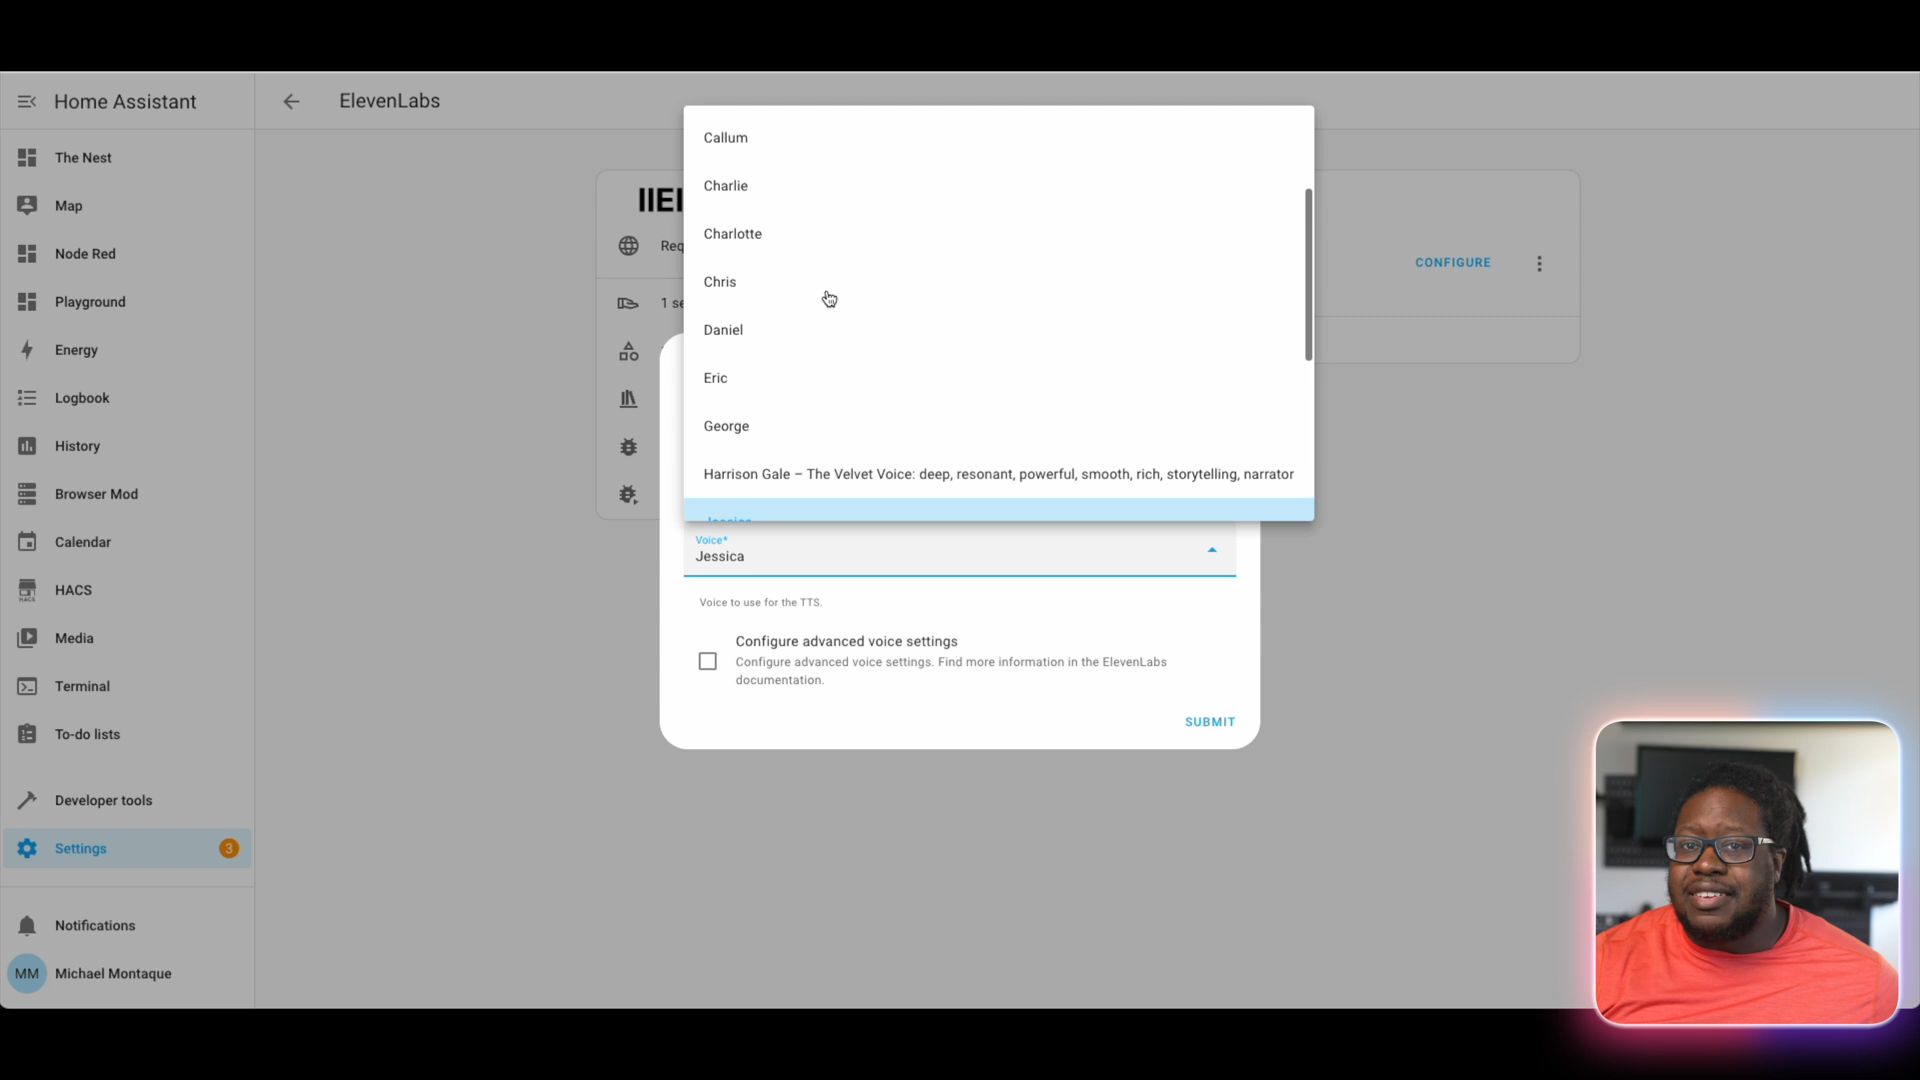 Home Assistant
The Nest
Map
Node Red
Playground
Energy
Logbook
History
Browser Mod
Calendar
HACS
Media
Terminal
To-do lists
Developer tools
Settings
3
Notifications
MM
Michael Montaque
ElevenLabs
CONFIGURE
Callum
Charlie
Charlotte
Chris
Daniel
Eric
George
Harrison Gale – The Velvet Voice: deep, resonant, powerful, smooth, rich, storytelling, narrator
Jessica
Voice*
Jessica
Voice to use for the TTS.
Configure advanced voice settings
Configure advanced voice settings. Find more information in the ElevenLabs
documentation.
SUBMIT